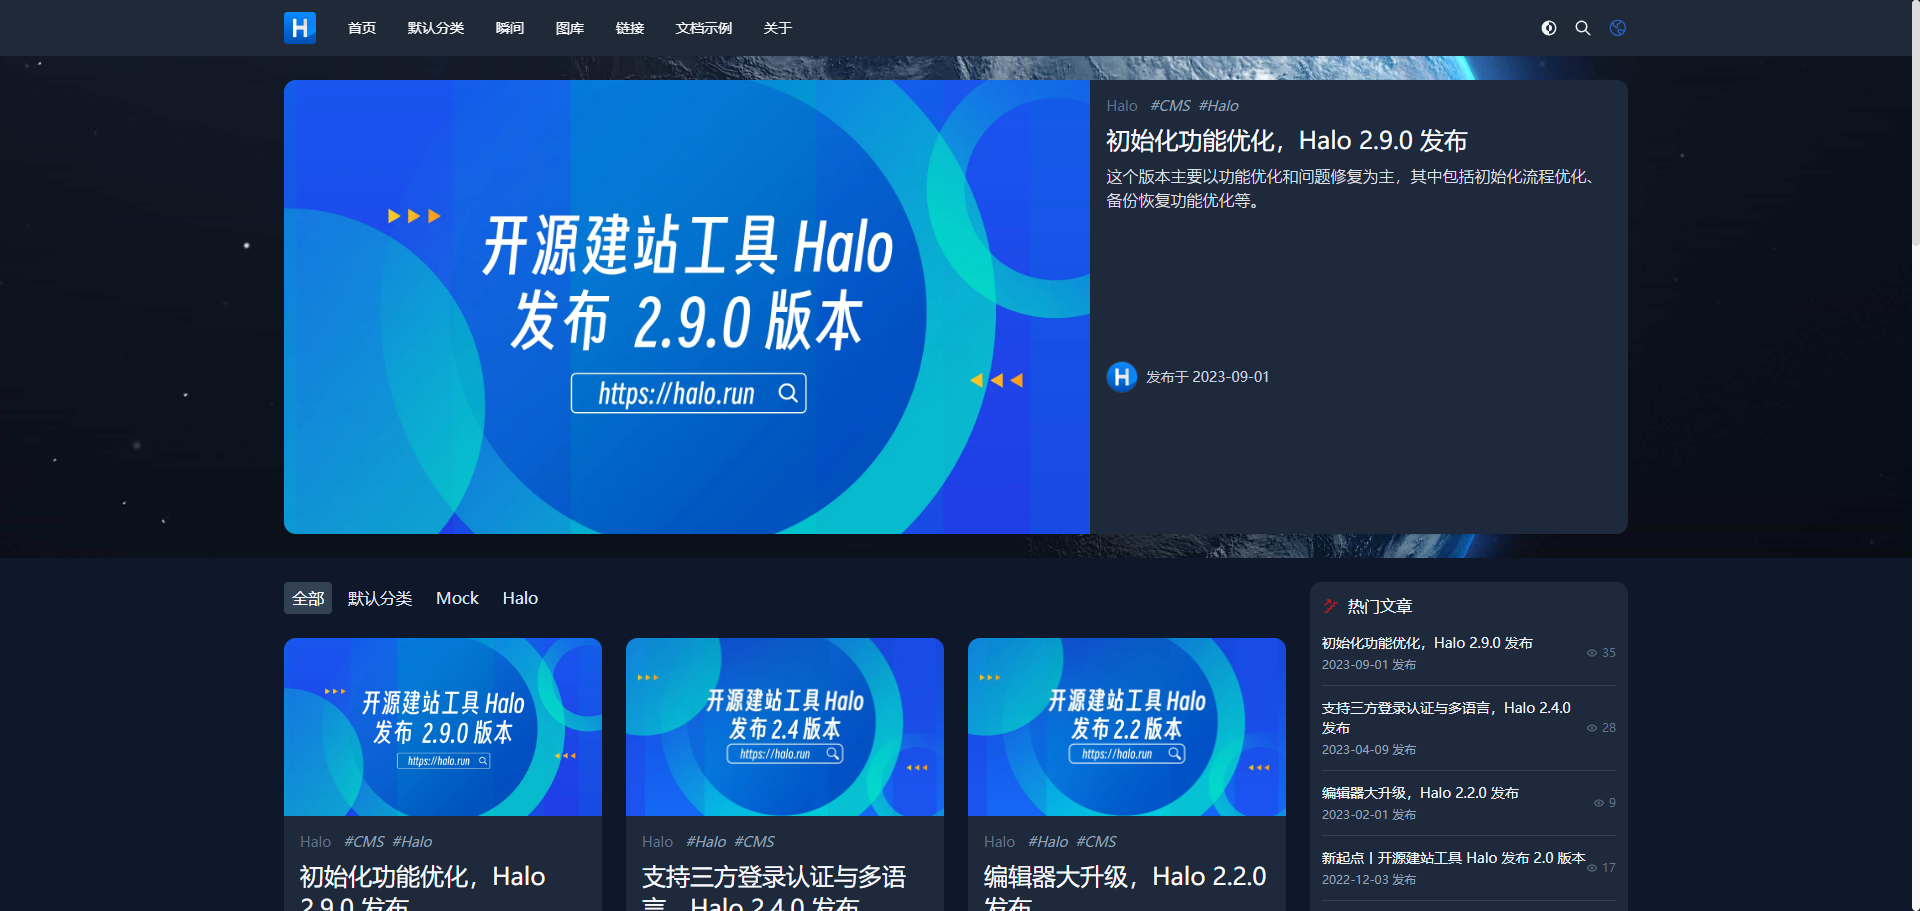 H 首页 默认分类 瞬间 图库 链接 文档示例 关于
开源建站工具 Halo
发布 2.9.0 版本
https://halo.run
Halo #CMS #Halo
初始化功能优化，Halo 2.9.0 发布
这个版本主要以功能优化和问题修复为主，其中包括初始化流程优化、
备份恢复功能优化等。
H 发布于 2023-09-01
全部 默认分类 Mock Halo
开源建站工具 Halo
发布 2.9.0 版本
https://halo.run
Halo #CMS #Halo
初始化功能优化，Halo
2.9.0 发布
开源建站工具 Halo
发布 2.4 版本
https://halo.run
Halo #Halo #CMS
支持三方登录认证与多语
言，Halo 2.4.0 发布
开源建站工具 Halo
发布 2.2 版本
https://halo.run
Halo #Halo #CMS
编辑器大升级，Halo 2.2.0
发布
热门文章
初始化功能优化，Halo 2.9.0 发布
2023-09-01 发布
35
支持三方登录认证与多语言，Halo 2.4.0
发布
2023-04-09 发布
28
编辑器大升级，Halo 2.2.0 发布
2023-02-01 发布
9
新起点丨开源建站工具 Halo 发布 2.0 版本
2022-12-03 发布
17